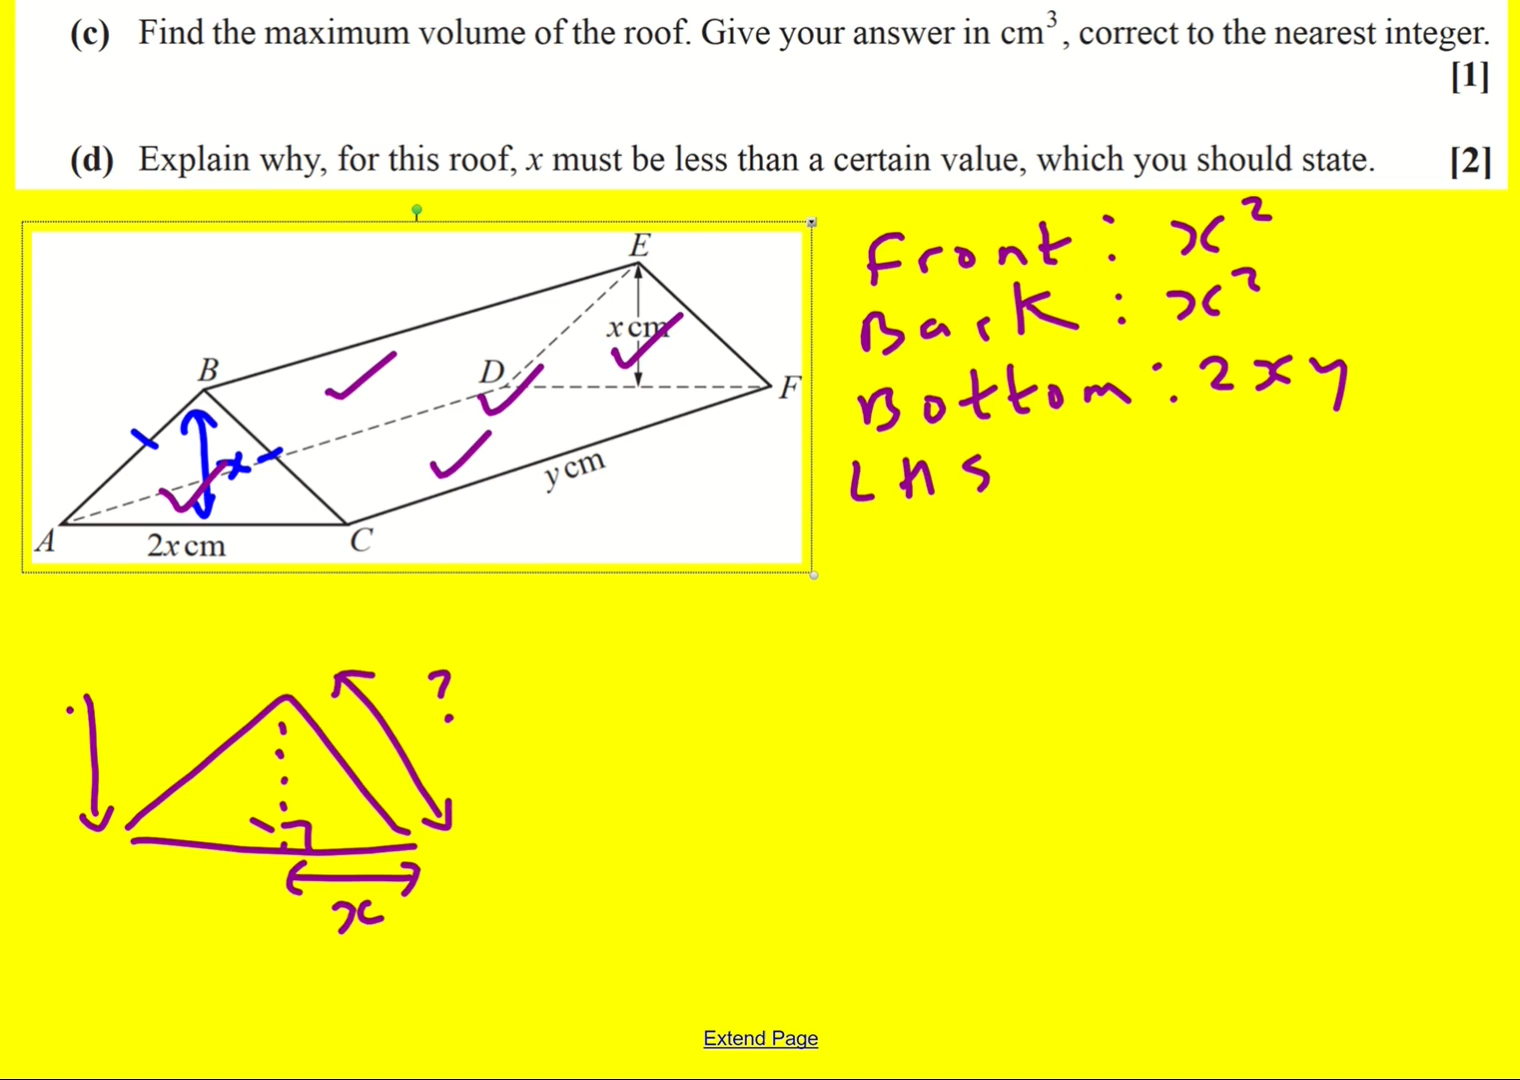 (c) Find the maximum volume of the roof. Give your answer in cm³, correct to the nearest integer.
[1]
(d) Explain why, for this roof, x must be less than a certain value, which you should state. [2]
E
x cm
B
D
F
x
y cm
A
2x cm
C
Front : x²
Back : x²
Bottom : 2xy
LHS
?
x
Extend Page